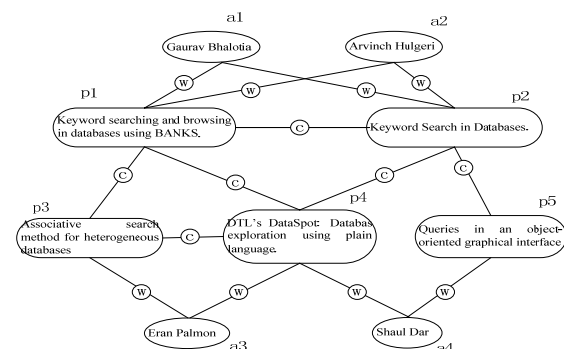 a1
a2
Gaurav Bhalotia
Arvinch Hulgeri
W
W
W
W
p1
p2
Keyword searching and browsing
in databases using BANKS.
C
Keyword Search in Databases.
C
C
C
C
p3
p4
p5
Associative search
method for heterogeneous
databases
C
DTL's DataSpot: Databas
exploration using plain
language.
Queries in an object-
oriented graphical interface
W
W
W
W
Eran Palmon
Shaul Dar
a3
a4